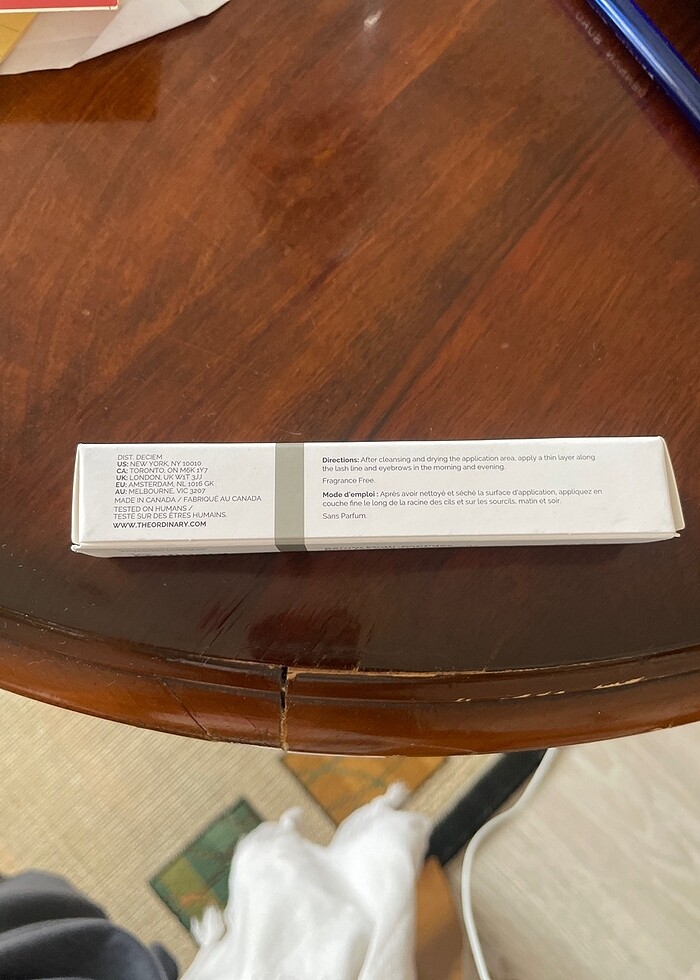 DIST. DECIEM
US: NEW YORK, NY 10010
CA: TORONTO, ON M6K 1Y7
UK: LONDON, UK W1T 3JJ
EU: AMSTERDAM, NL 1016 GK
AU: MELBOURNE, VIC 3207
MADE IN CANADA / FABRIQUÉ AU CANADA
TESTED ON HUMANS /
TESTÉ SUR DES ÊTRES HUMAINS.
WWW.THEORDINARY.COM
Directions: After cleansing and drying the application area, apply a thin layer along
the lash line and eyebrows in the morning and evening.
Fragrance Free.
Mode d'emploi : Après avoir nettoyé et séché la surface d'application, appliquez en
couche fine le long de la racine des cils et sur les sourcils, matin et soir.
Sans Parfum.